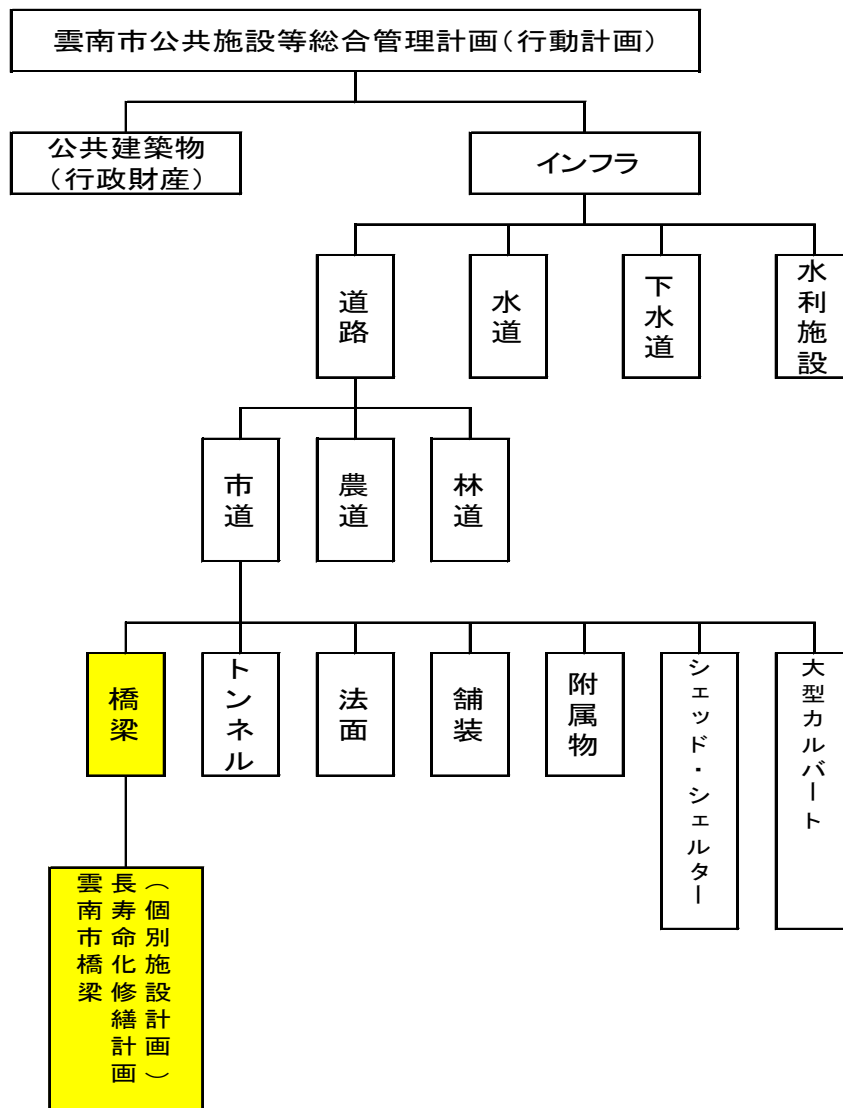 雲南市公共施設等総合管理計画(行動計画)
公共建築物
(行政財産)
インフラ
道路
水道
下水道
水利施設
市道
農道
林道
橋梁
トンネル
法面
舗装
附属物
シェッド・シェルター
大型カルバート
雲南市橋梁
長寿命化修繕計画
(個別施設計画)